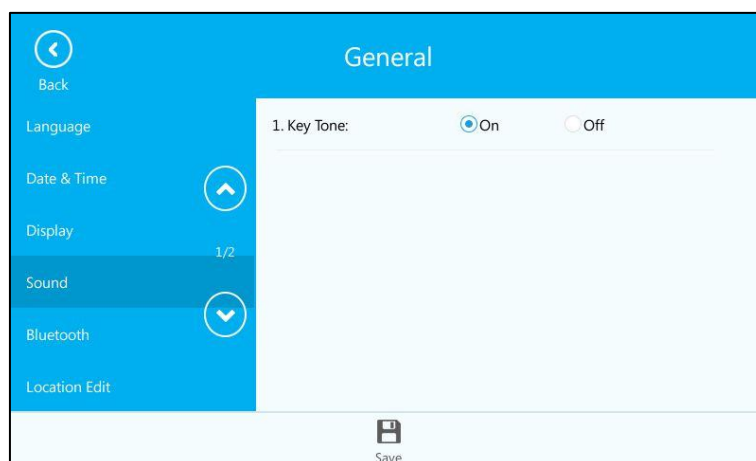 General
Back
Language
Date & Time
Display
1/2
Sound
Bluetooth
Location Edit
1. Key Tone: On Off
Save